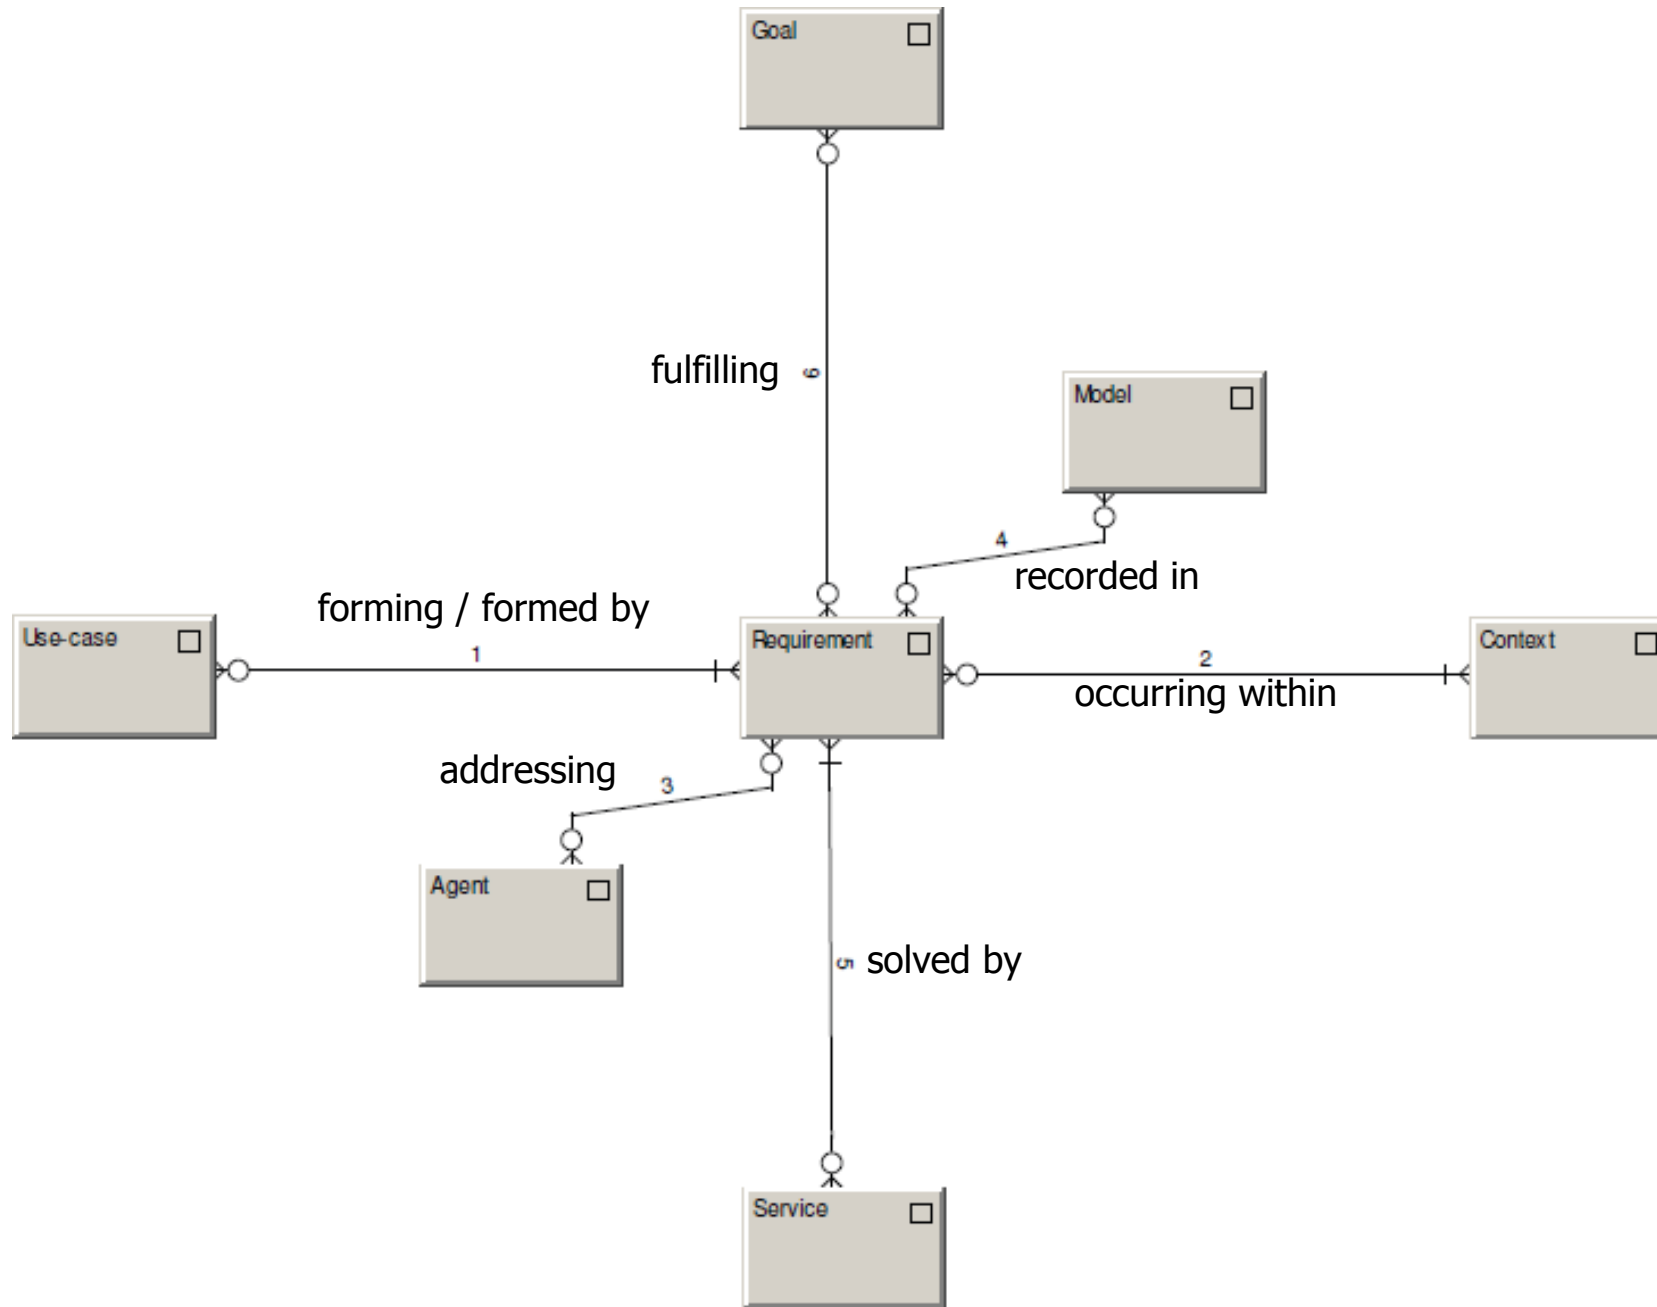 Goal
fulfilling
6
Model
4
recorded in
forming / formed by
Use-case
1
Requirement
2
occurring within
Context
addressing
3
Agent
5
solved by
Service